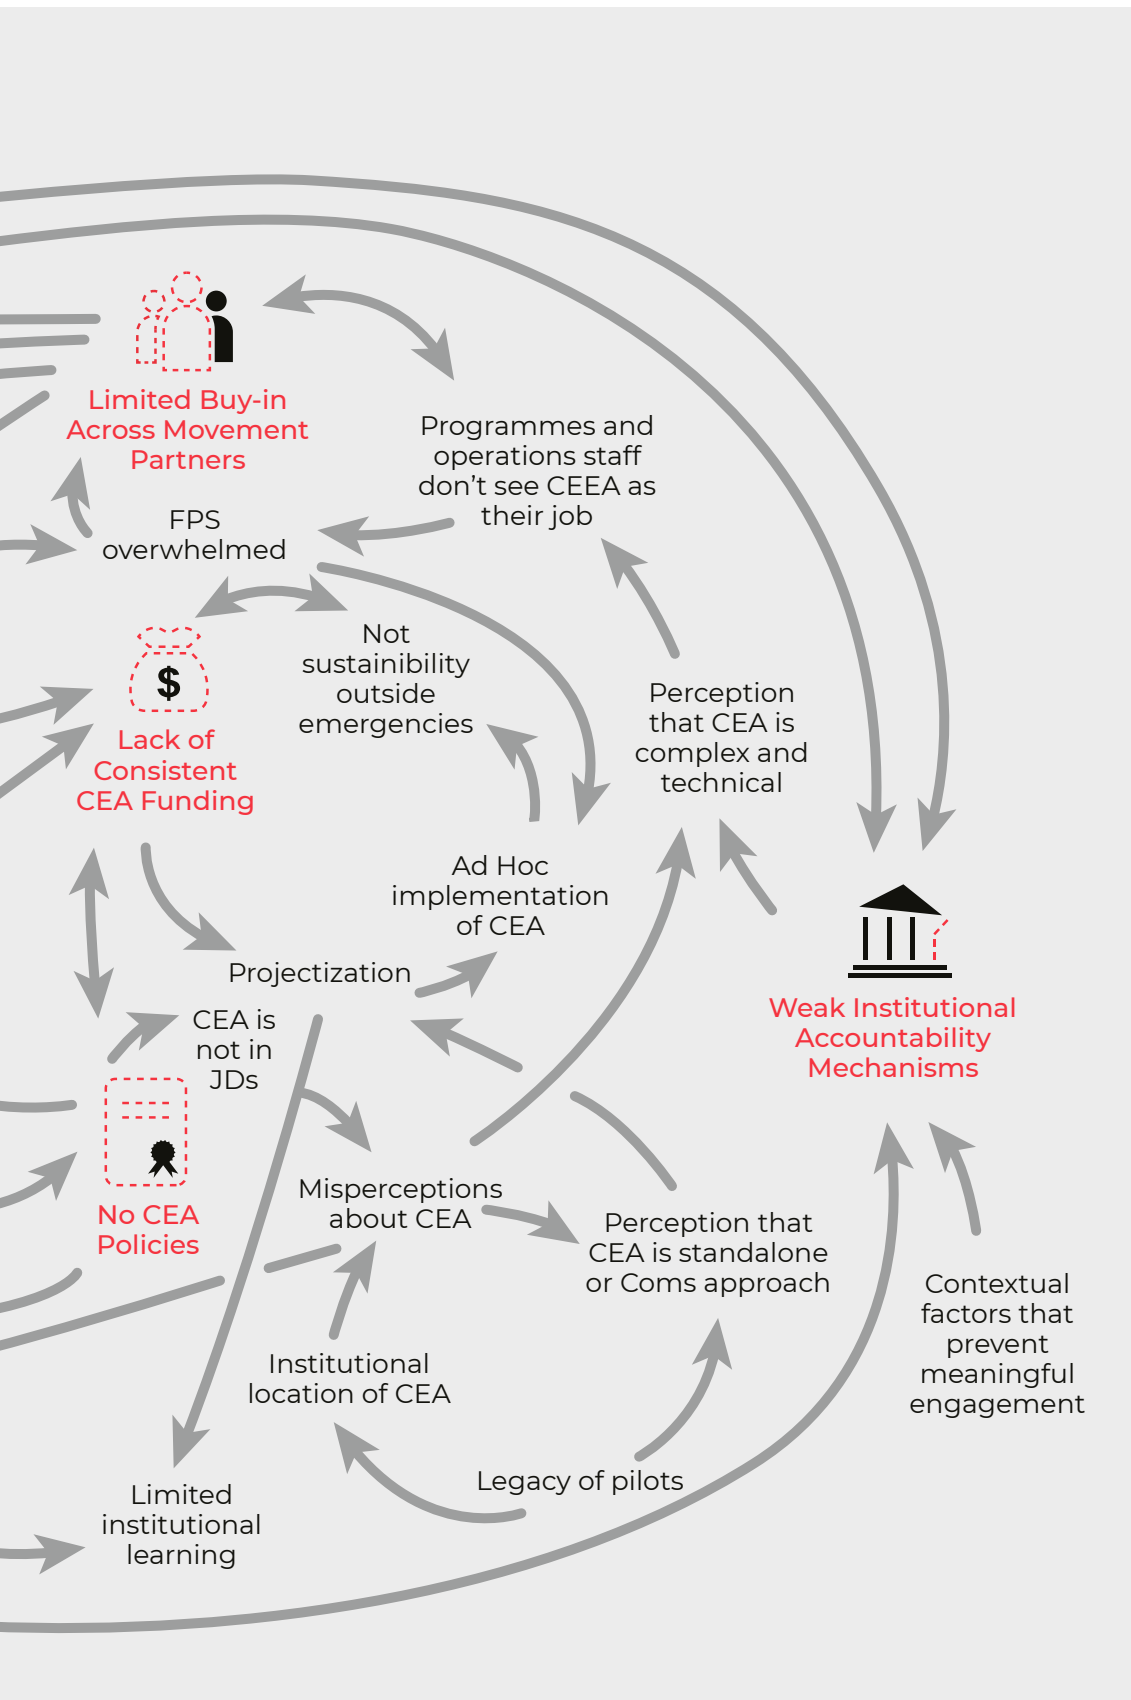 Limited Buy-in
Across Movement
Partners
Programmes and
operations staff
don't see CEEA as
their job
FPS
overwhelmed
Not
sustainibility
outside
emergencies
Perception
that CEA is
complex and
technical
$
Lack of
Consistent
CEA Funding
Ad Hoc
implementation
of CEA
Projectization
CEA is
not in
JDs
Weak Institutional
Accountability
Mechanisms
No CEA
Policies
Misperceptions
about CEA
Perception that
CEA is standalone
or Coms approach
Contextual
factors that
prevent
meaningful
engagement
Institutional
location of CEA
Legacy of pilots
Limited
institutional
learning